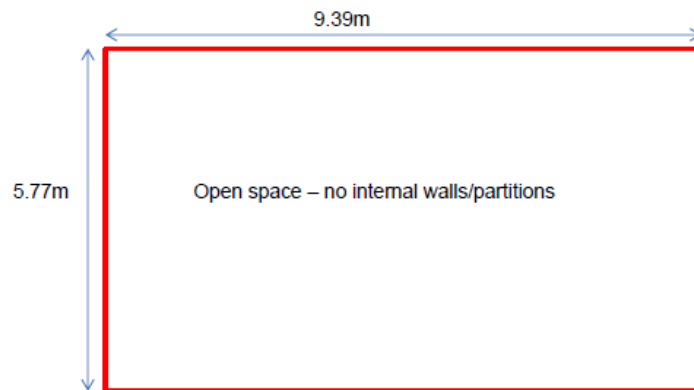 9.39m
5.77m
Open space – no internal walls/partitions